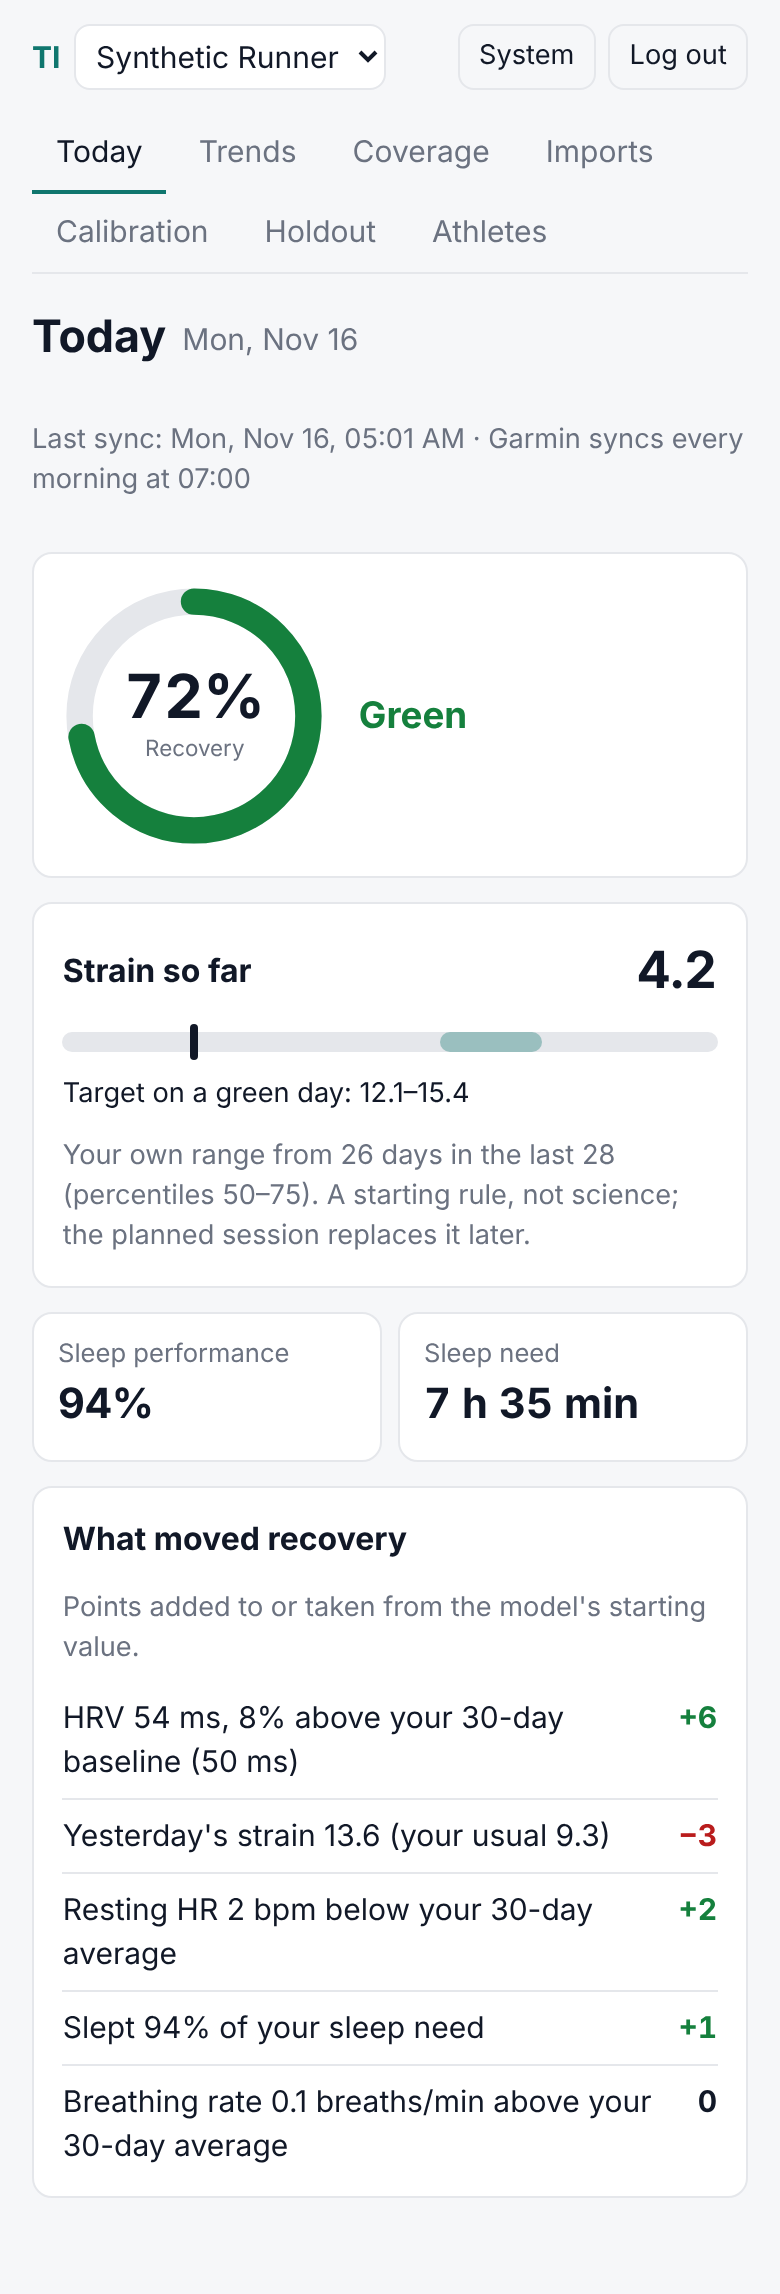 TI Synthetic Runner System Log out
Today Trends Coverage Imports
Calibration Holdout Athletes
Today Mon, Nov 16
Last sync: Mon, Nov 16, 05:01 AM · Garmin syncs every
morning at 07:00
72%
Recovery
Green
Strain so far 4.2
Target on a green day: 12.1–15.4
Your own range from 26 days in the last 28
(percentiles 50–75). A starting rule, not science;
the planned session replaces it later.
Sleep performance
94%
Sleep need
7 h 35 min
What moved recovery
Points added to or taken from the model's starting
value.
HRV 54 ms, 8% above your 30-day +6
baseline (50 ms)
Yesterday's strain 13.6 (your usual 9.3) −3
Resting HR 2 bpm below your 30-day +2
average
Slept 94% of your sleep need +1
Breathing rate 0.1 breaths/min above your 0
30-day average